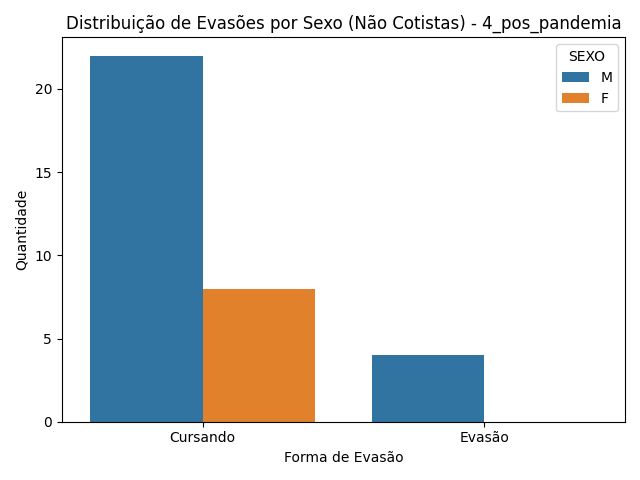 Distribuição de Evasões por Sexo (Não Cotistas) - 4_pos_pandemia
SEXO
M
F
Quantidade
20
15
10
5
0
Cursando
Evasão
Forma de Evasão